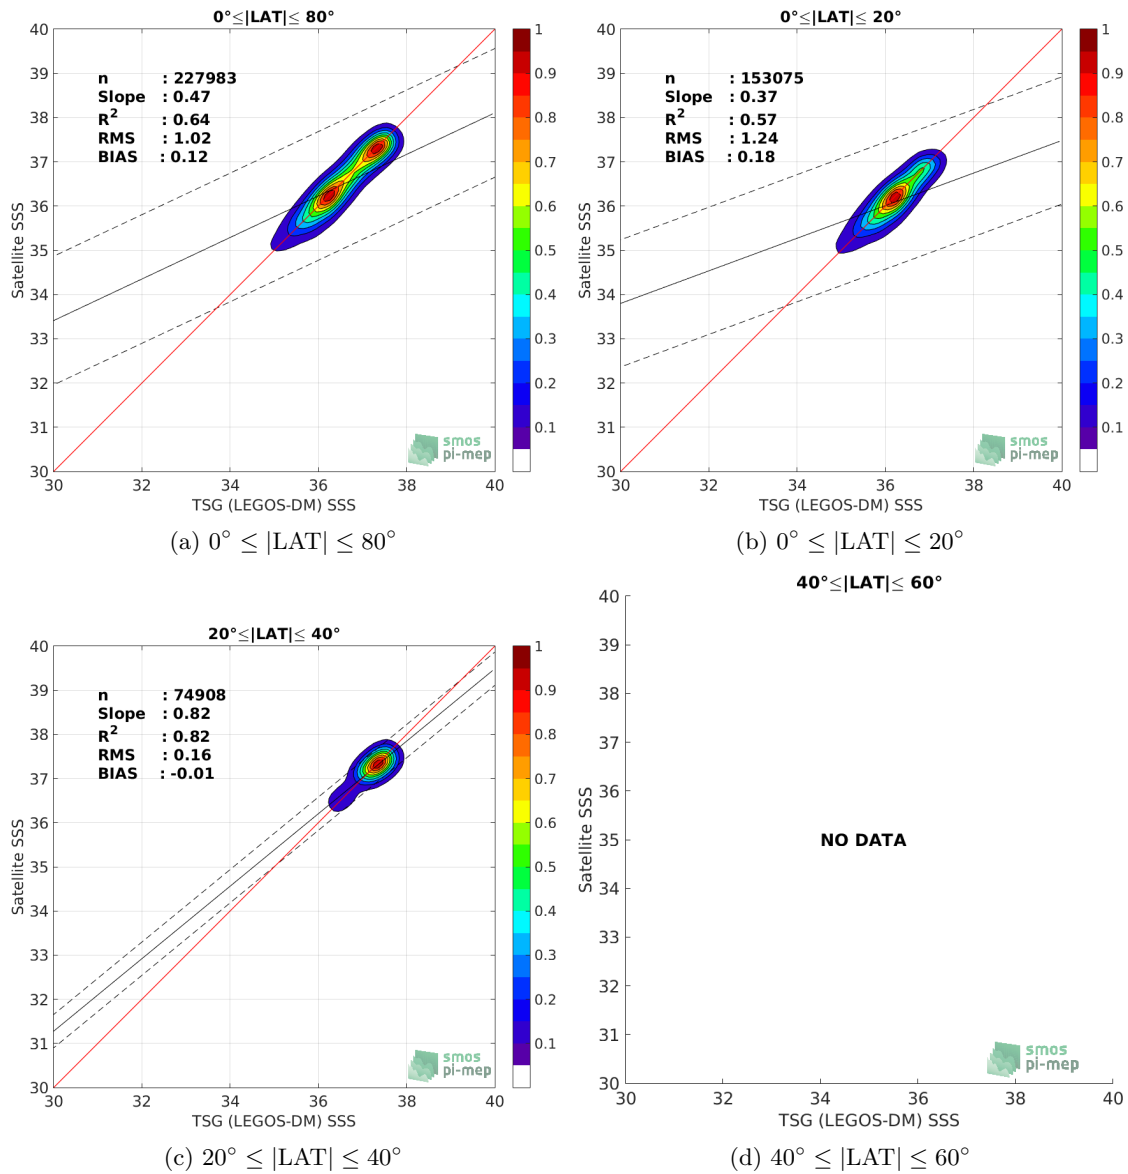 0°≤|LAT|≤ 80°
n : 227983
Slope : 0.47
R2 : 0.64
RMS : 1.02
BIAS : 0.12
Satellite SSS
40
39
38
37
36
35
34
33
32
31
30
30 32 34 36 38 40
TSG (LEGOS-DM) SSS
1
0.9
0.8
0.7
0.6
0.5
0.4
0.3
0.2
0.1
smos
pi-mep
(a) 0° ≤ |LAT| ≤ 80°
0°≤|LAT|≤ 20°
n : 153075
Slope : 0.37
R2 : 0.57
RMS : 1.24
BIAS : 0.18
Satellite SSS
40
39
38
37
36
35
34
33
32
31
30
30 32 34 36 38 40
TSG (LEGOS-DM) SSS
1
0.9
0.8
0.7
0.6
0.5
0.4
0.3
0.2
0.1
smos
pi-mep
(b) 0° ≤ |LAT| ≤ 20°
20°≤|LAT|≤ 40°
n : 74908
Slope : 0.82
R2 : 0.82
RMS : 0.16
BIAS : -0.01
Satellite SSS
40
39
38
37
36
35
34
33
32
31
30
30 32 34 36 38 40
TSG (LEGOS-DM) SSS
1
0.9
0.8
0.7
0.6
0.5
0.4
0.3
0.2
0.1
smos
pi-mep
(c) 20° ≤ |LAT| ≤ 40°
40°≤|LAT|≤ 60°
NO DATA
Satellite SSS
40
39
38
37
36
35
34
33
32
31
30
30 32 34 36 38 40
TSG (LEGOS-DM) SSS
smos
pi-mep
(d) 40° ≤ |LAT| ≤ 60°